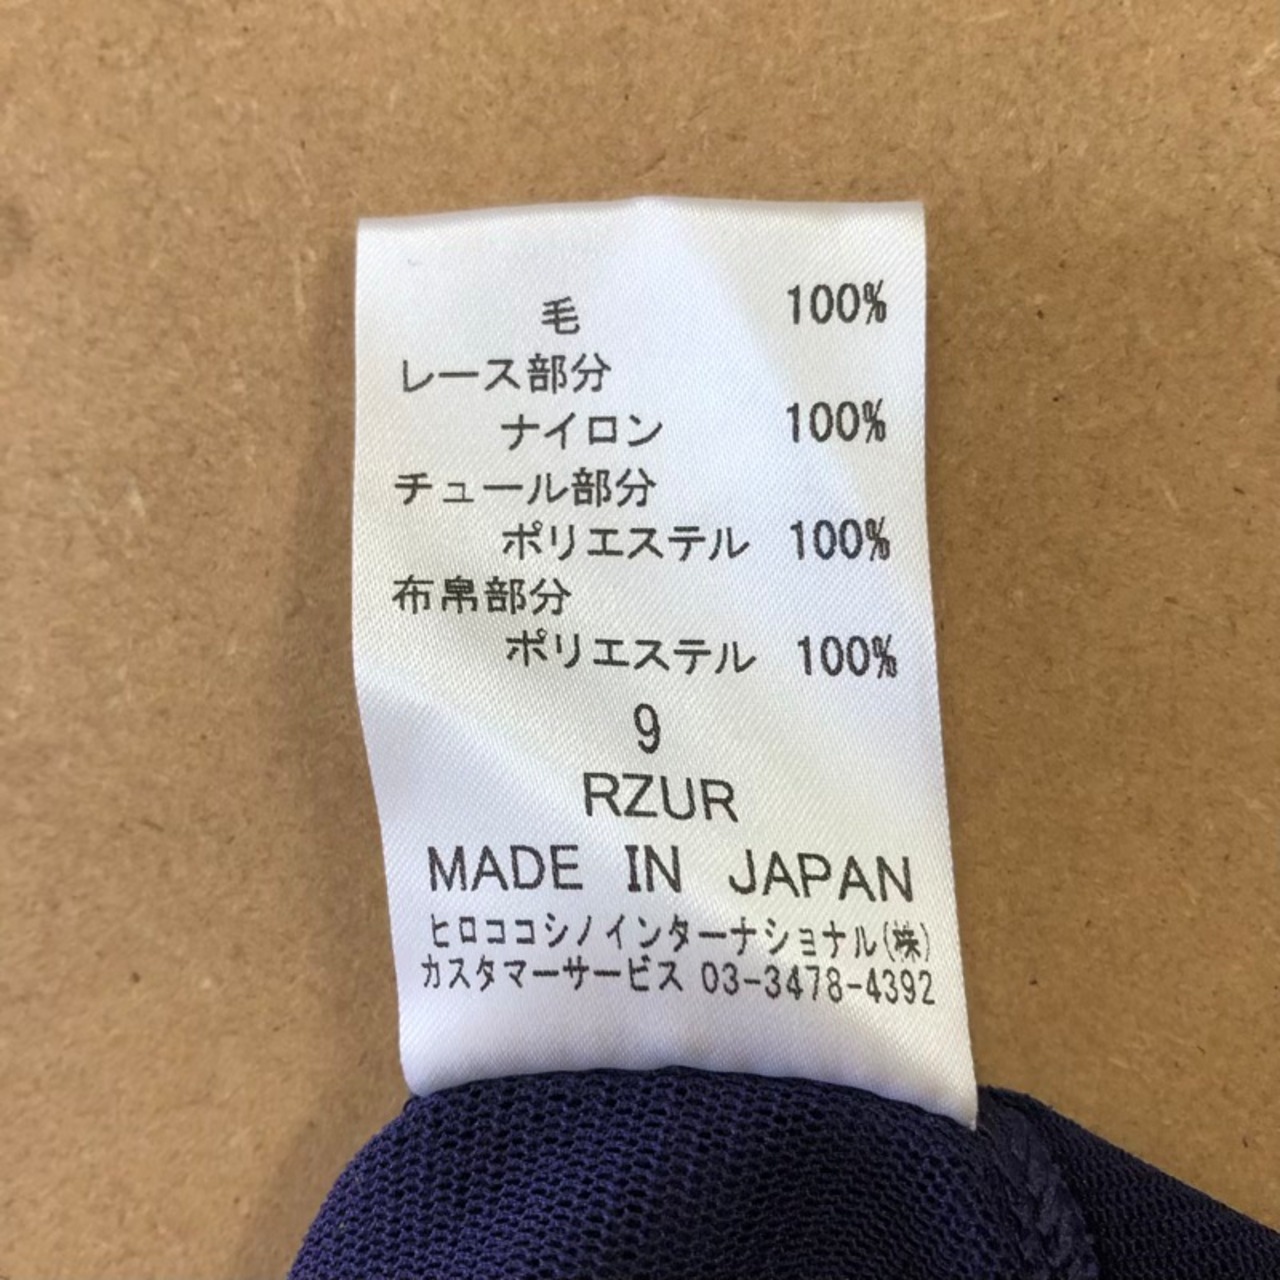 毛 100%
レース部分
ナイロン 100%
チュール部分
ポリエステル 100%
布帛部分
ポリエステル 100%
9
RZUR
MADE IN JAPAN
ヒロココシノインターナショナル(株)
カスタマーサービス 03-3478-4392